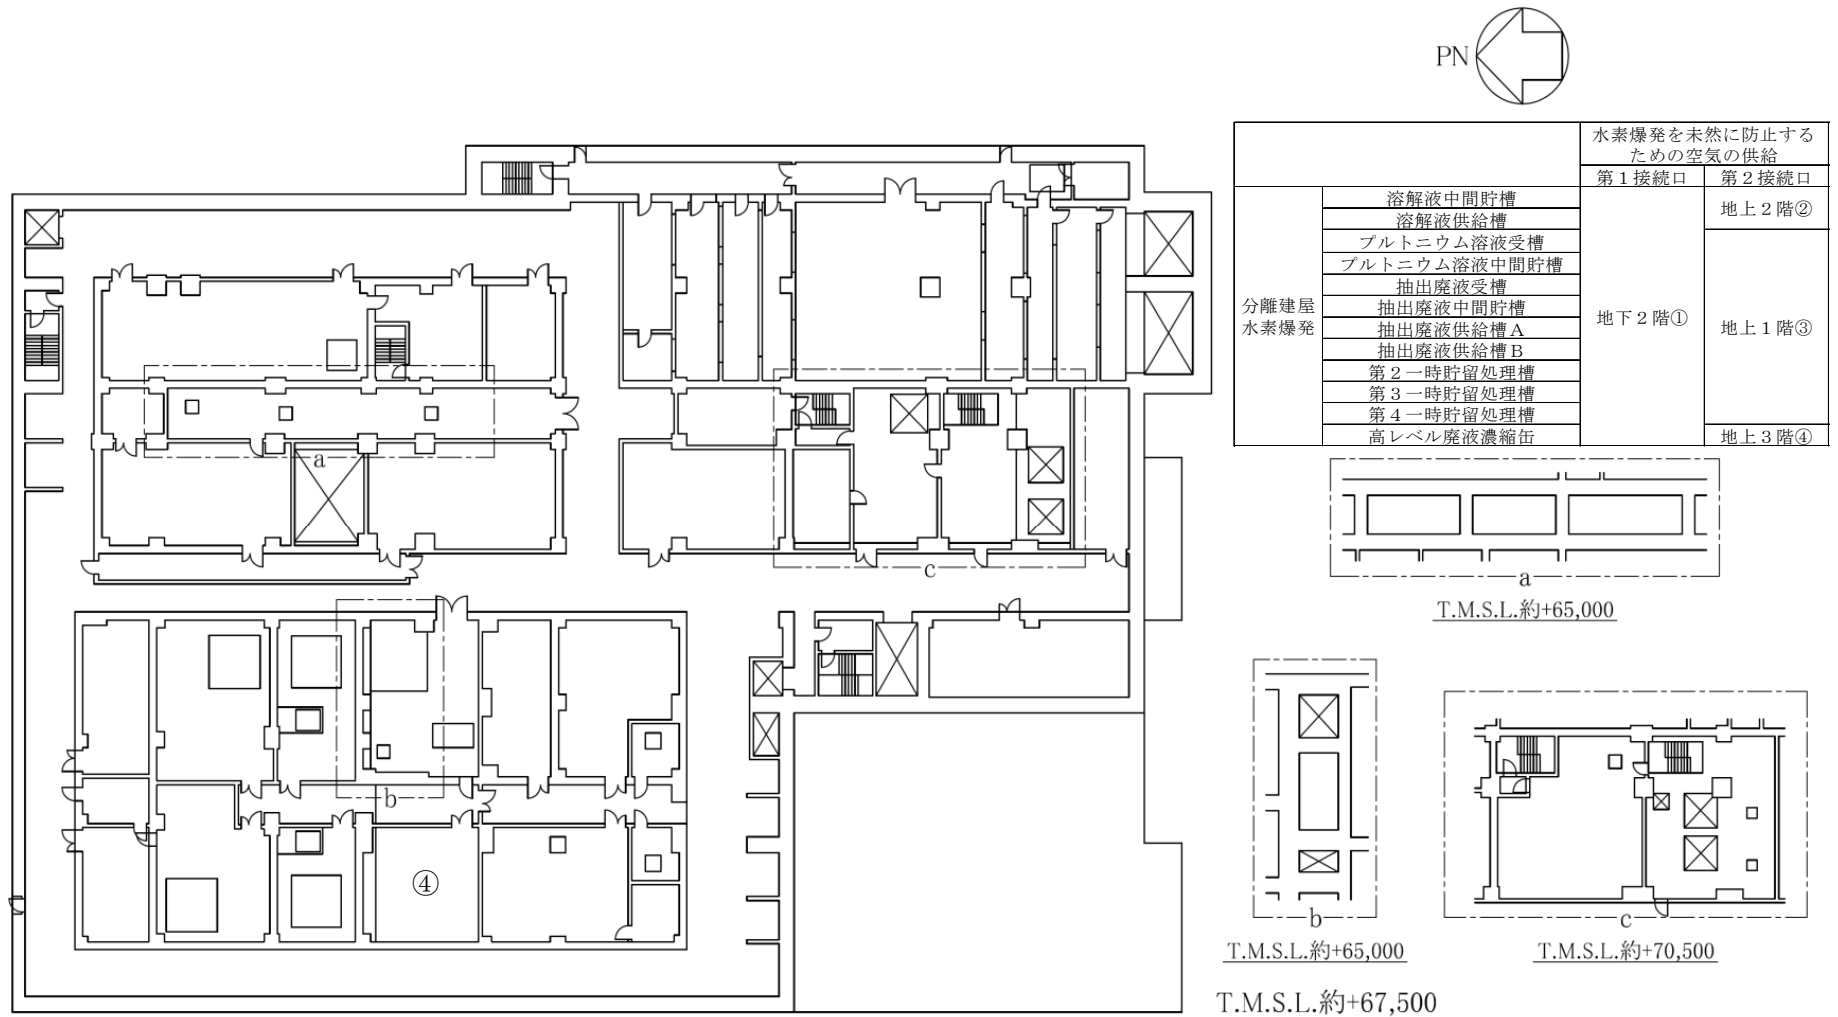 PN
水素爆発を未然に防止する
ための空気の供給
第1接続口
第2接続口
分離建屋
水素爆発
溶解液中間貯槽
溶解液供給槽
プルトニウム溶液受槽
プルトニウム溶液中間貯槽
抽出廃液受槽
抽出廃液中間貯槽
抽出廃液供給槽A
抽出廃液供給槽B
第2一時貯留処理槽
第3一時貯留処理槽
第4一時貯留処理槽
高レベル廃液濃縮缶
地下2階①
地上2階②
地上1階③
地上3階④
a
c
b
④
a
T.M.S.L.約+65,000
b
T.M.S.L.約+65,000
c
T.M.S.L.約+70,500
T.M.S.L.約+67,500